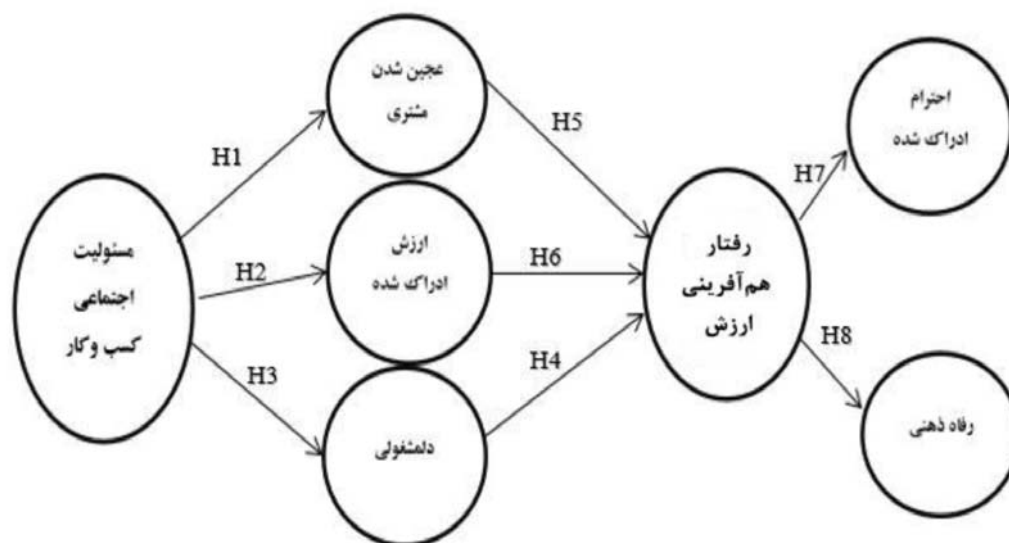 عجین شدن
مشتری
احترام
ادراک شده
H5
H1
H7
مسئولیت
اجتماعی
کسب و کار
H2
ارزش
ادراک شده
H6
رفتار
هم‌آفرینی
ارزش
H3
H4
H8
دلمشغولی
رفاه ذهنی